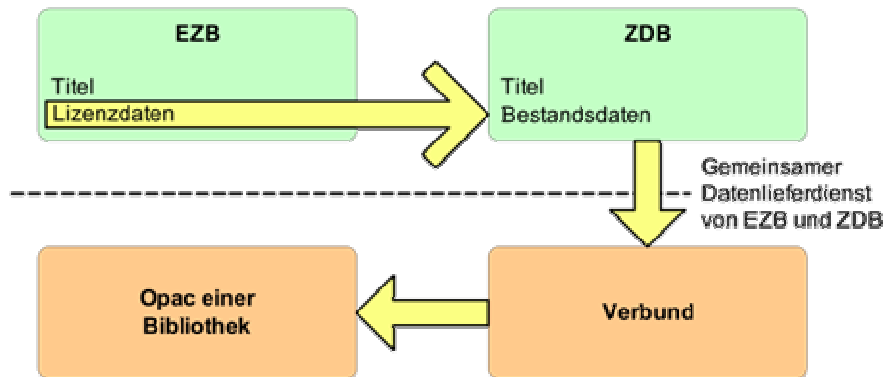 EZB
Titel
Lizenzdaten
ZDB
Titel
Bestandsdaten
Gemeinsamer
Datenlieferdienst
von EZB und ZDB
Opac einer
Bibliothek
Verbund